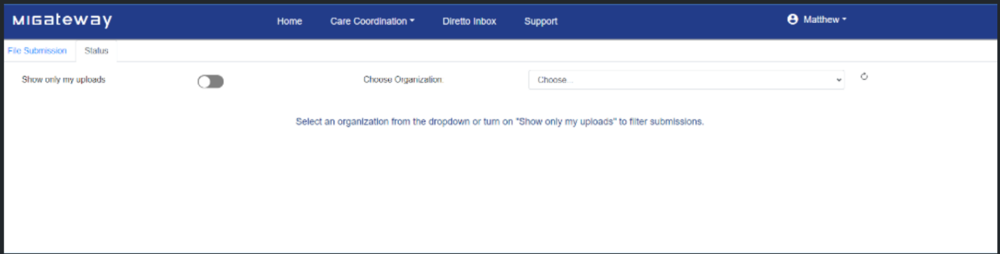 MIGateway
Home Care Coordination Diretto Inbox Support Matthew
File Submission Status
Show only my uploads Choose Organization. Choose...
Select an organization from the dropdown or turn on "Show only my uploads" to filter submissions.